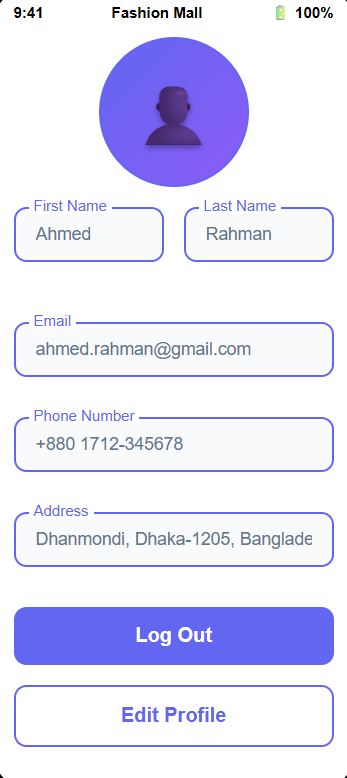 9:41 Fashion Mall 100%
First Name Last Name
Ahmed Rahman
Email
ahmed.rahman@gmail.com
Phone Number
+880 1712-345678
Address
Dhanmondi, Dhaka-1205, Banglade
Log Out
Edit Profile